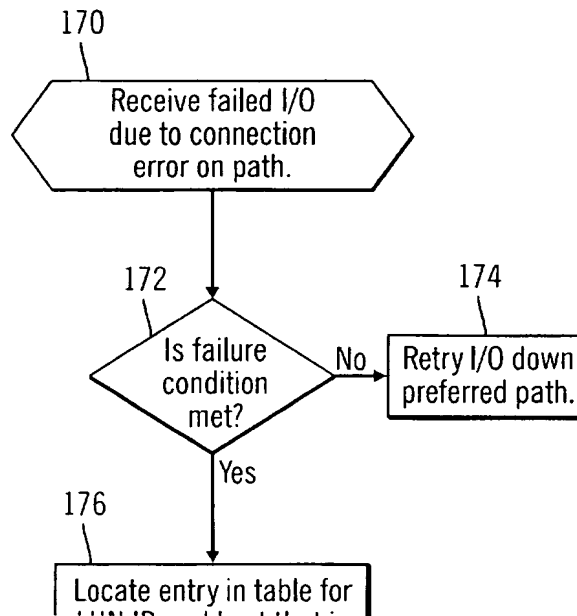 170
Receive failed I/O
due to connection
error on path.
172
Is failure
condition
met?
No
174
Retry I/O down
preferred path.
Yes
176
Locate entry in table for